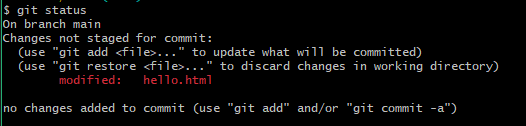 $ git status
On branch main
Changes not staged for commit:
  (use "git add <file>..." to update what will be committed)
  (use "git restore <file>..." to discard changes in working directory)
        modified:   hello.html

no changes added to commit (use "git add" and/or "git commit -a")